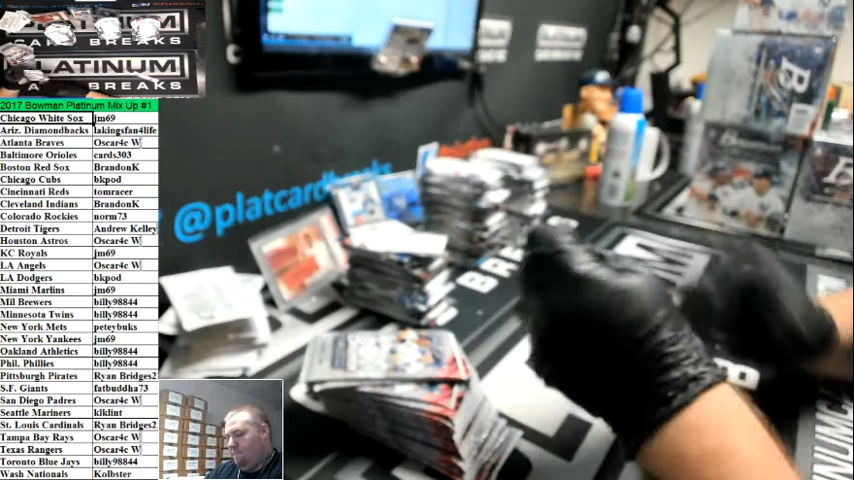 PLATINUM
CARD BREAKS
PLATINUM
CARD BREAKS
2017 Bowman Platinum Mix Up #1
Chicago White Sox jm69
Ariz. Diamondbacks lakingsfan4life
Atlanta Braves Oscar4c W
Baltimore Orioles cards303
Boston Red Sox BrandonK
Chicago Cubs bkpod
Cincinnati Reds tomracer
Cleveland Indians BrandonK
Colorado Rockies norm73
Detroit Tigers Andrew Kelley
Houston Astros Oscar4c W
KC Royals jm69
LA Angels Oscar4c W
LA Dodgers bkpod
Miami Marlins jm69
Mil Brewers billy98844
Minnesota Twins billy98844
New York Mets peteybuks
New York Yankees jm69
Oakland Athletics billy98844
Phil. Phillies billy98844
Pittsburgh Pirates Ryan Bridges2
S.F. Giants fatbuddha73
San Diego Padres Oscar4c W
Seattle Mariners klklint
St. Louis Cardinals Ryan Bridges2
Tampa Bay Rays Oscar4c W
Texas Rangers Oscar4c W
Toronto Blue Jays billy98844
Wash Nationals Kolbster
@platcardbreaks